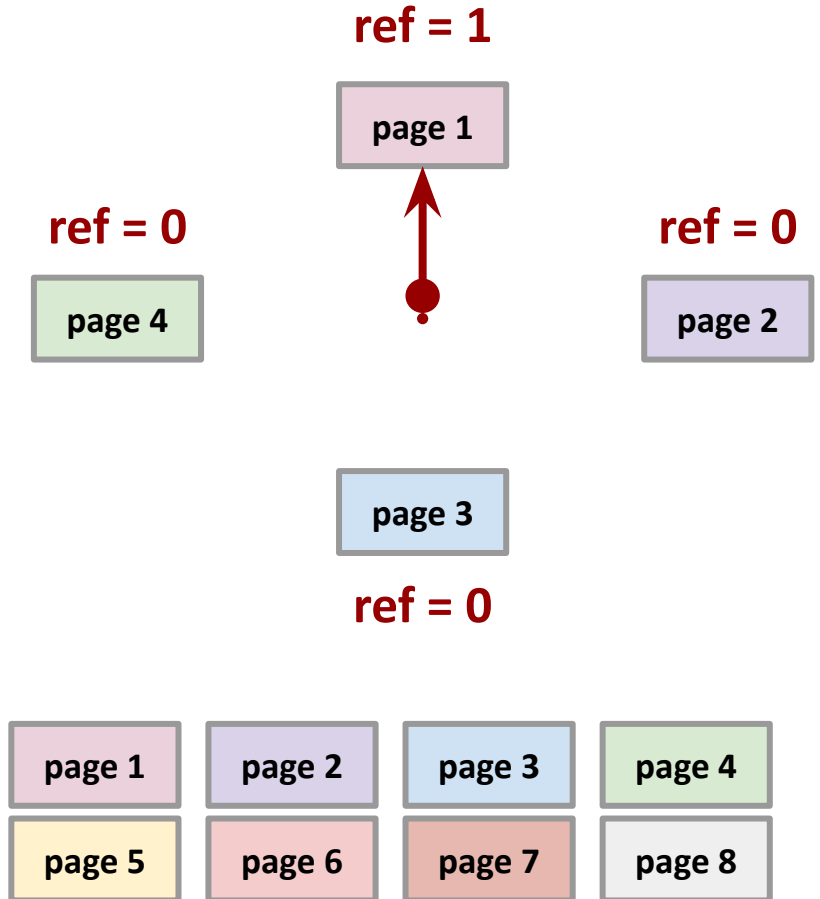 ref = 1
page 1
ref = 0
ref = 0
page 4
page 2
page 3
ref = 0
page 1 page 2 page 3 page 4
page 5 page 6 page 7 page 8